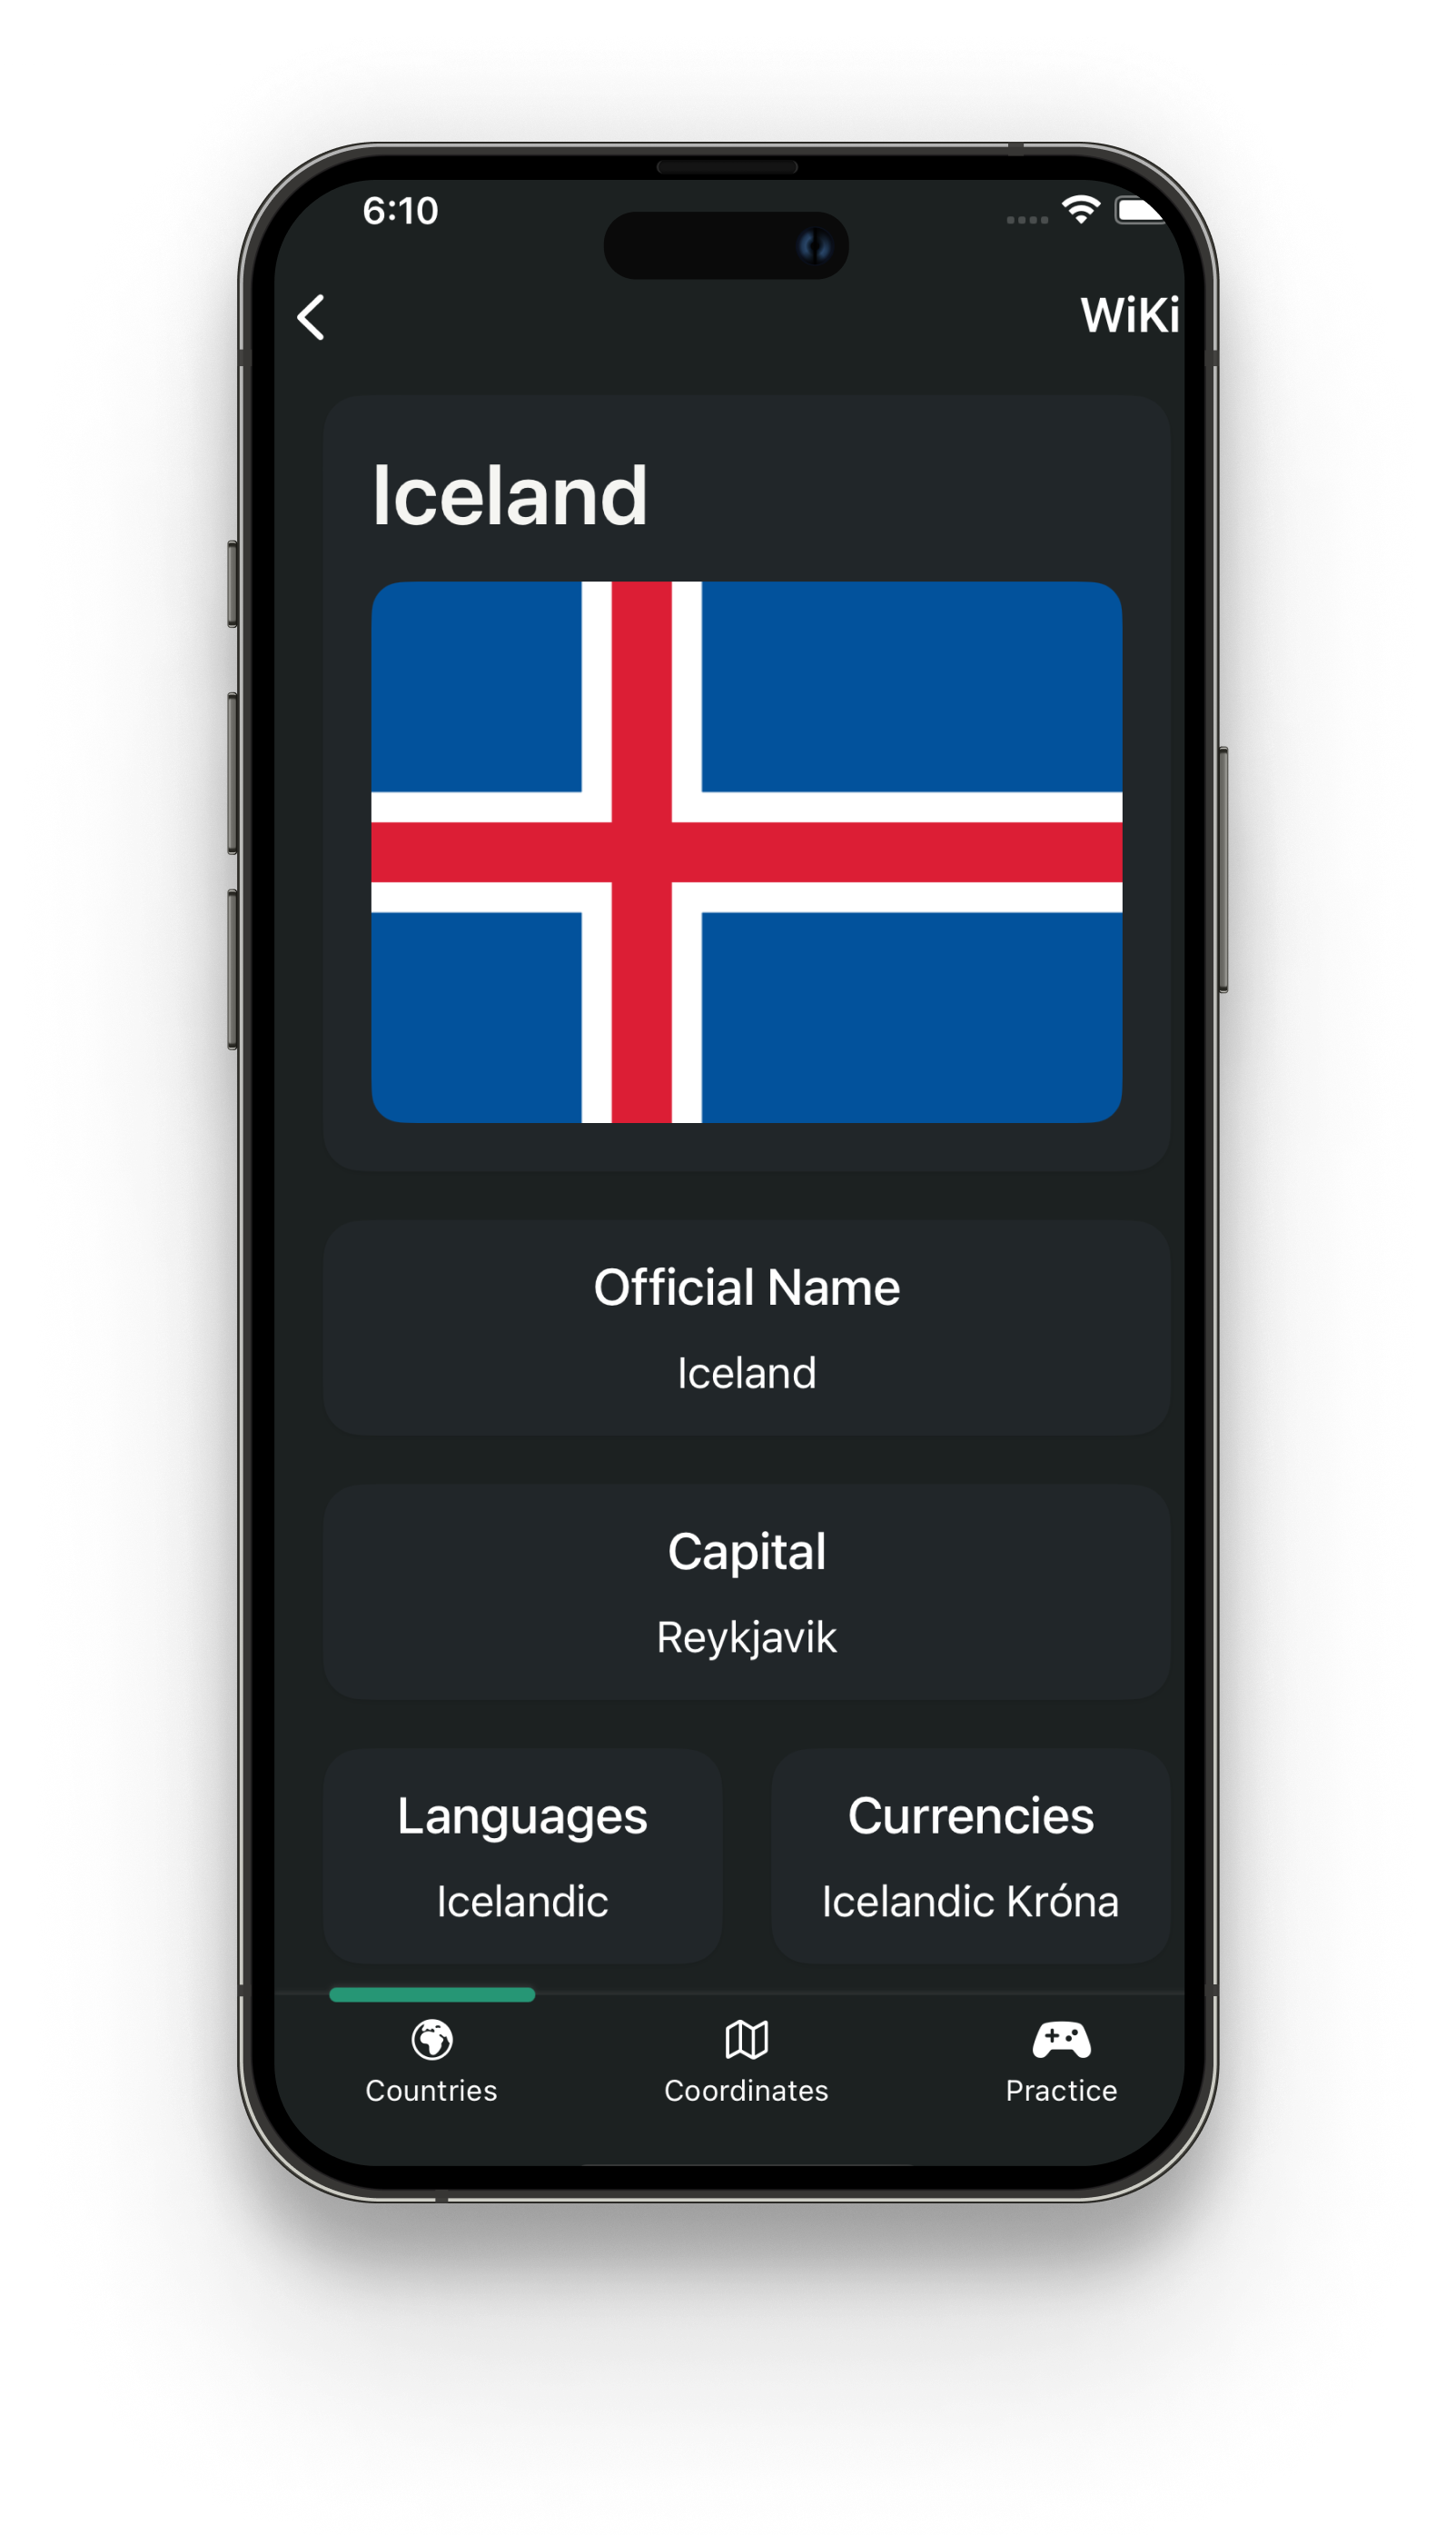 6:10
WiKi
Iceland
Official Name
Iceland
Capital
Reykjavik
Languages
Icelandic
Currencies
Icelandic Króna
Countries
Coordinates
Practice